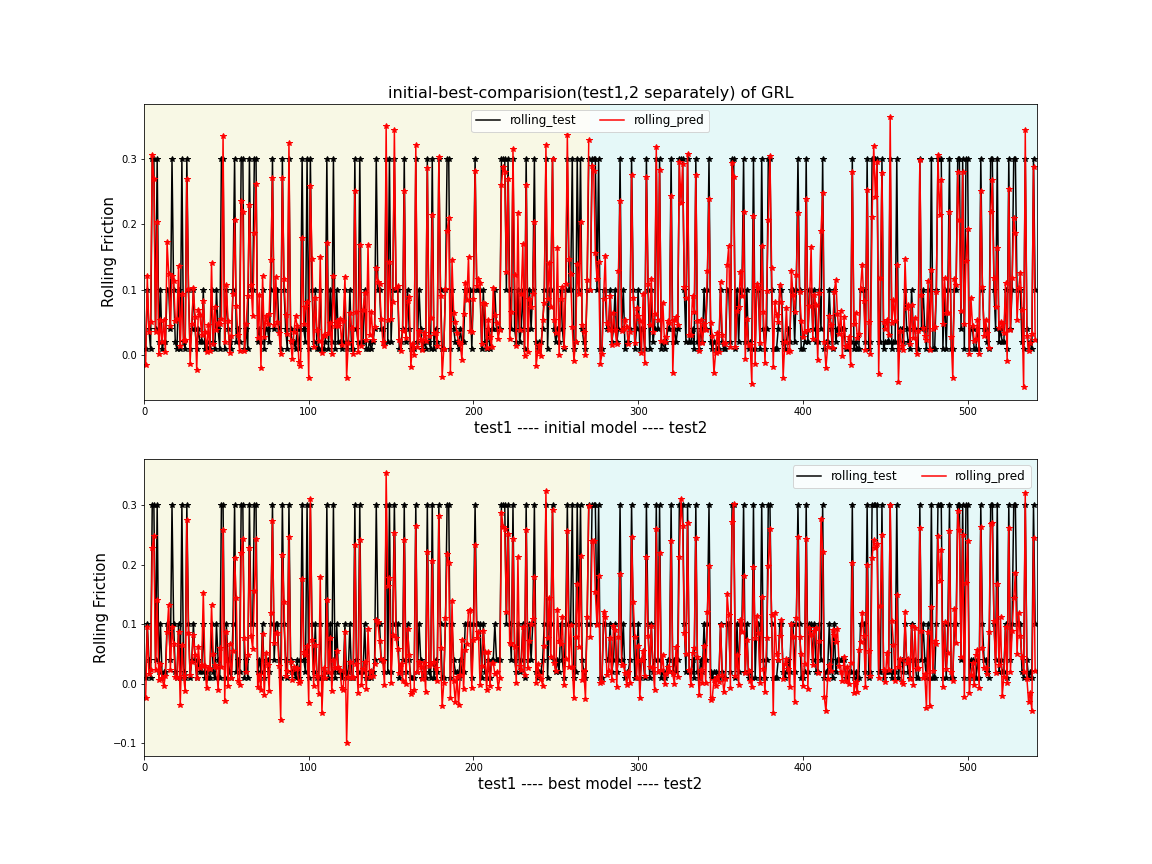 initial-best-comparision(test1,2 separately) of GRL
rolling_test rolling_pred
Rolling Friction
0.3
0.2
0.1
0.0
0 100 200 300 400 500
test1 ---- initial model ---- test2
rolling_test rolling_pred
Rolling Friction
0.3
0.2
0.1
0.0
−0.1
0 100 200 300 400 500
test1 ---- best model ---- test2